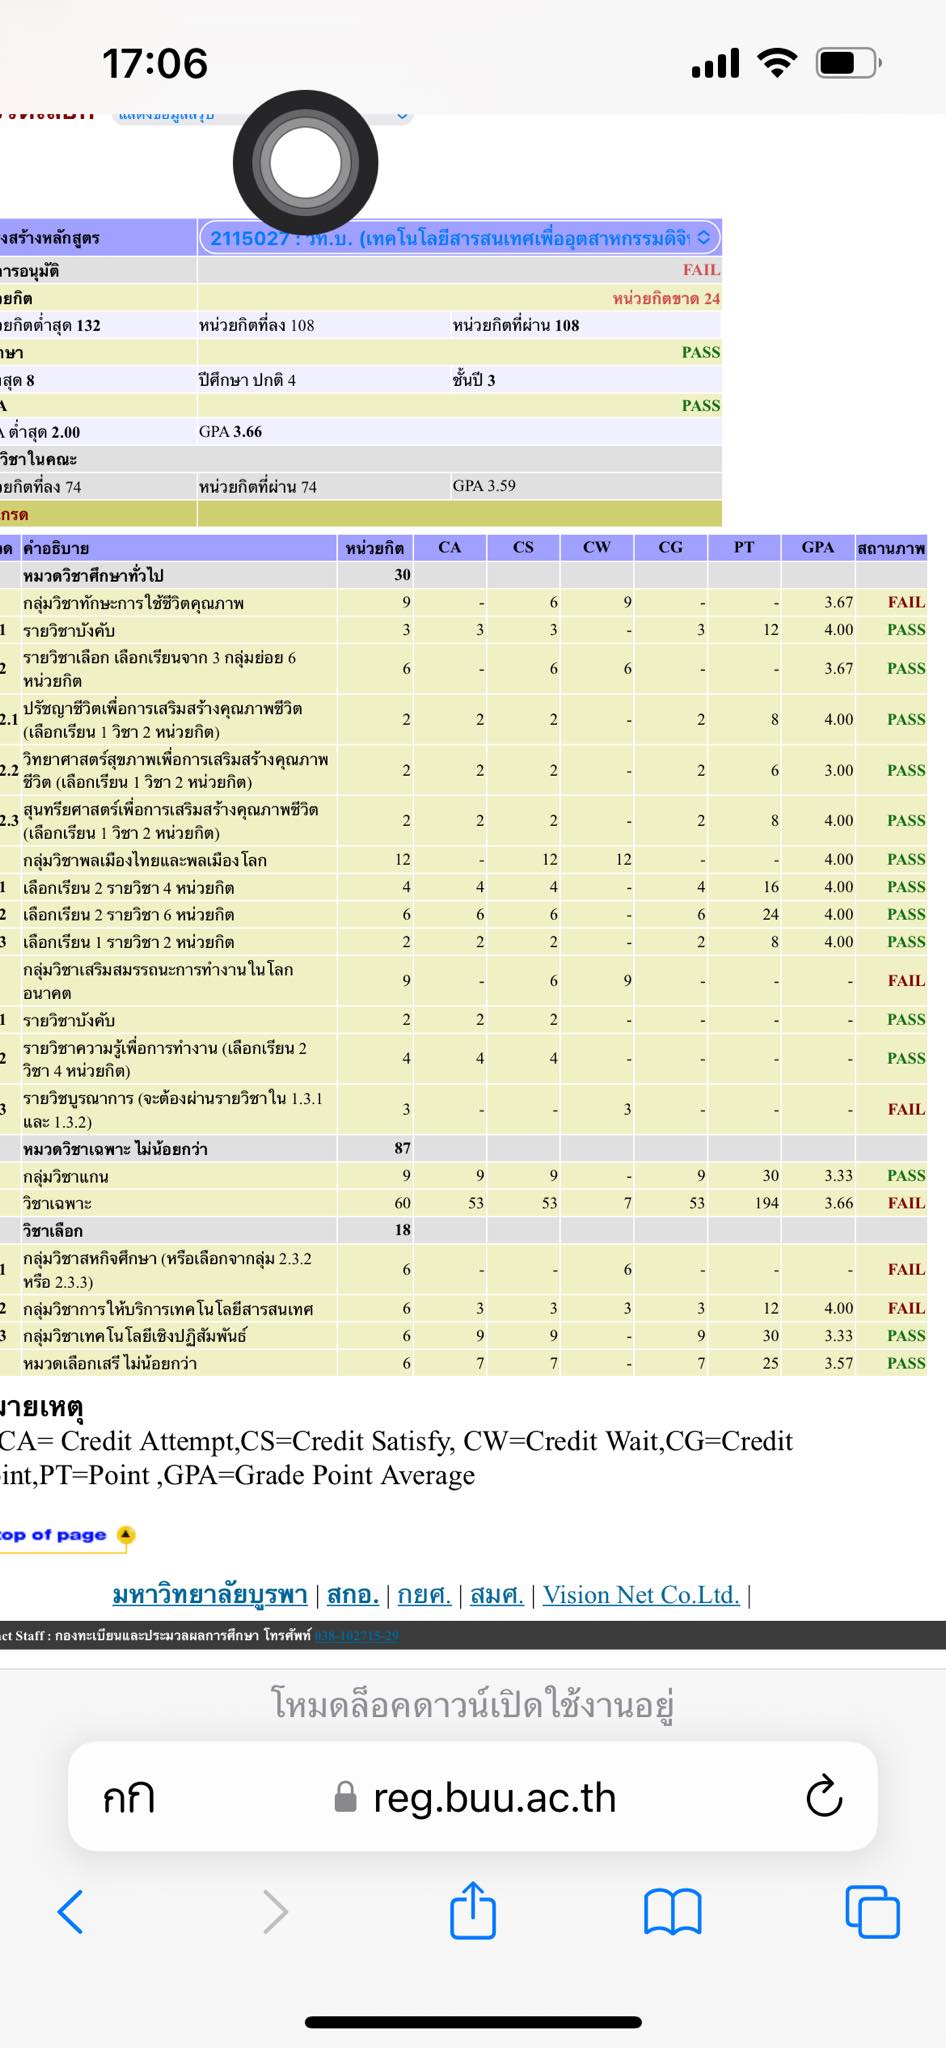 17:06
แสดงข้อมูลสรุป
งสร้างหลักสูตร 2115027 : วท.บ. (เทคโนโลยีสารสนเทศเพื่ออุตสาหกรรมดิจิ
ารอนุมัติ FAIL
วยกิต หน่วยกิตขาด 24
ยกิตต่ำสุด 132 หน่วยกิตที่ลง 108 หน่วยกิตที่ผ่าน 108
ษา PASS
สุด 8 ปีศึกษา ปกติ 4 ชั้นปี 3
A PASS
A ต่ำสุด 2.00 GPA 3.66
วิชาในคณะ
ยกิตที่ลง 74 หน่วยกิตที่ผ่าน 74 GPA 3.59
เกรด
ด คำอธิบาย หน่วยกิต CA CS CW CG PT GPA สถานภาพ
หมวดวิชาศึกษาทั่วไป 30
กลุ่มวิชาทักษะการใช้ชีวิตคุณภาพ 9 - 6 9 - - 3.67 FAIL
1 รายวิชาบังคับ 3 3 3 - 3 12 4.00 PASS
2 รายวิชาเลือก เลือกเรียนจาก 3 กลุ่มย่อย 6
หน่วยกิต 6 - 6 6 - - 3.67 PASS
2.1 ปรัชญาชีวิตเพื่อการเสริมสร้างคุณภาพชีวิต
(เลือกเรียน 1 วิชา 2 หน่วยกิต) 2 2 2 - 2 8 4.00 PASS
2.2 วิทยาศาสตร์สุขภาพเพื่อการเสริมสร้างคุณภาพ
ชีวิต (เลือกเรียน 1 วิชา 2 หน่วยกิต) 2 2 2 - 2 6 3.00 PASS
2.3 สุนทรียศาสตร์เพื่อการเสริมสร้างคุณภาพชีวิต
(เลือกเรียน 1 วิชา 2 หน่วยกิต) 2 2 2 - 2 8 4.00 PASS
กลุ่มวิชาพลเมืองไทยและพลเมืองโลก 12 - 12 12 - - 4.00 PASS
1 เลือกเรียน 2 รายวิชา 4 หน่วยกิต 4 4 4 - 4 16 4.00 PASS
2 เลือกเรียน 2 รายวิชา 6 หน่วยกิต 6 6 6 - 6 24 4.00 PASS
3 เลือกเรียน 1 รายวิชา 2 หน่วยกิต 2 2 2 - 2 8 4.00 PASS
กลุ่มวิชาเสริมสมรรถนะการทำงานในโลก
อนาคต 9 - 6 9 - - - FAIL
1 รายวิชาบังคับ 2 2 2 - - - - PASS
2 รายวิชาความรู้เพื่อการทำงาน (เลือกเรียน 2
วิชา 4 หน่วยกิต) 4 4 4 - - - - PASS
3 รายวิชบูรณาการ (จะต้องผ่านรายวิชาใน 1.3.1
และ 1.3.2) 3 - - 3 - - - FAIL
หมวดวิชาเฉพาะ ไม่น้อยกว่า 87
กลุ่มวิชาแกน 9 9 9 - 9 30 3.33 PASS
วิชาเฉพาะ 60 53 53 7 53 194 3.66 FAIL
วิชาเลือก 18
1 กลุ่มวิชาสหกิจศึกษา (หรือเลือกจากลุ่ม 2.3.2
หรือ 2.3.3) 6 - - 6 - - - FAIL
2 กลุ่มวิชาการให้บริการเทคโนโลยีสารสนเทศ 6 3 3 3 3 12 4.00 FAIL
3 กลุ่มวิชาเทคโนโลยีเชิงปฏิสัมพันธ์ 6 9 9 - 9 30 3.33 PASS
หมวดเลือกเสรี ไม่น้อยกว่า 6 7 7 - 7 25 3.57 PASS
มายเหตุ
CA= Credit Attempt,CS=Credit Satisfy, CW=Credit Wait,CG=Credit
int,PT=Point ,GPA=Grade Point Average
top of page
มหาวิทยาลัยบูรพา | สกอ. | กยศ. | สมศ. | Vision Net Co.Ltd. |
act Staff : กองทะเบียนและประมวลผลการศึกษา โทรศัพท์ 038-102715-29
โหมดล็อคดาวน์เปิดใช้งานอยู่
กก reg.buu.ac.th